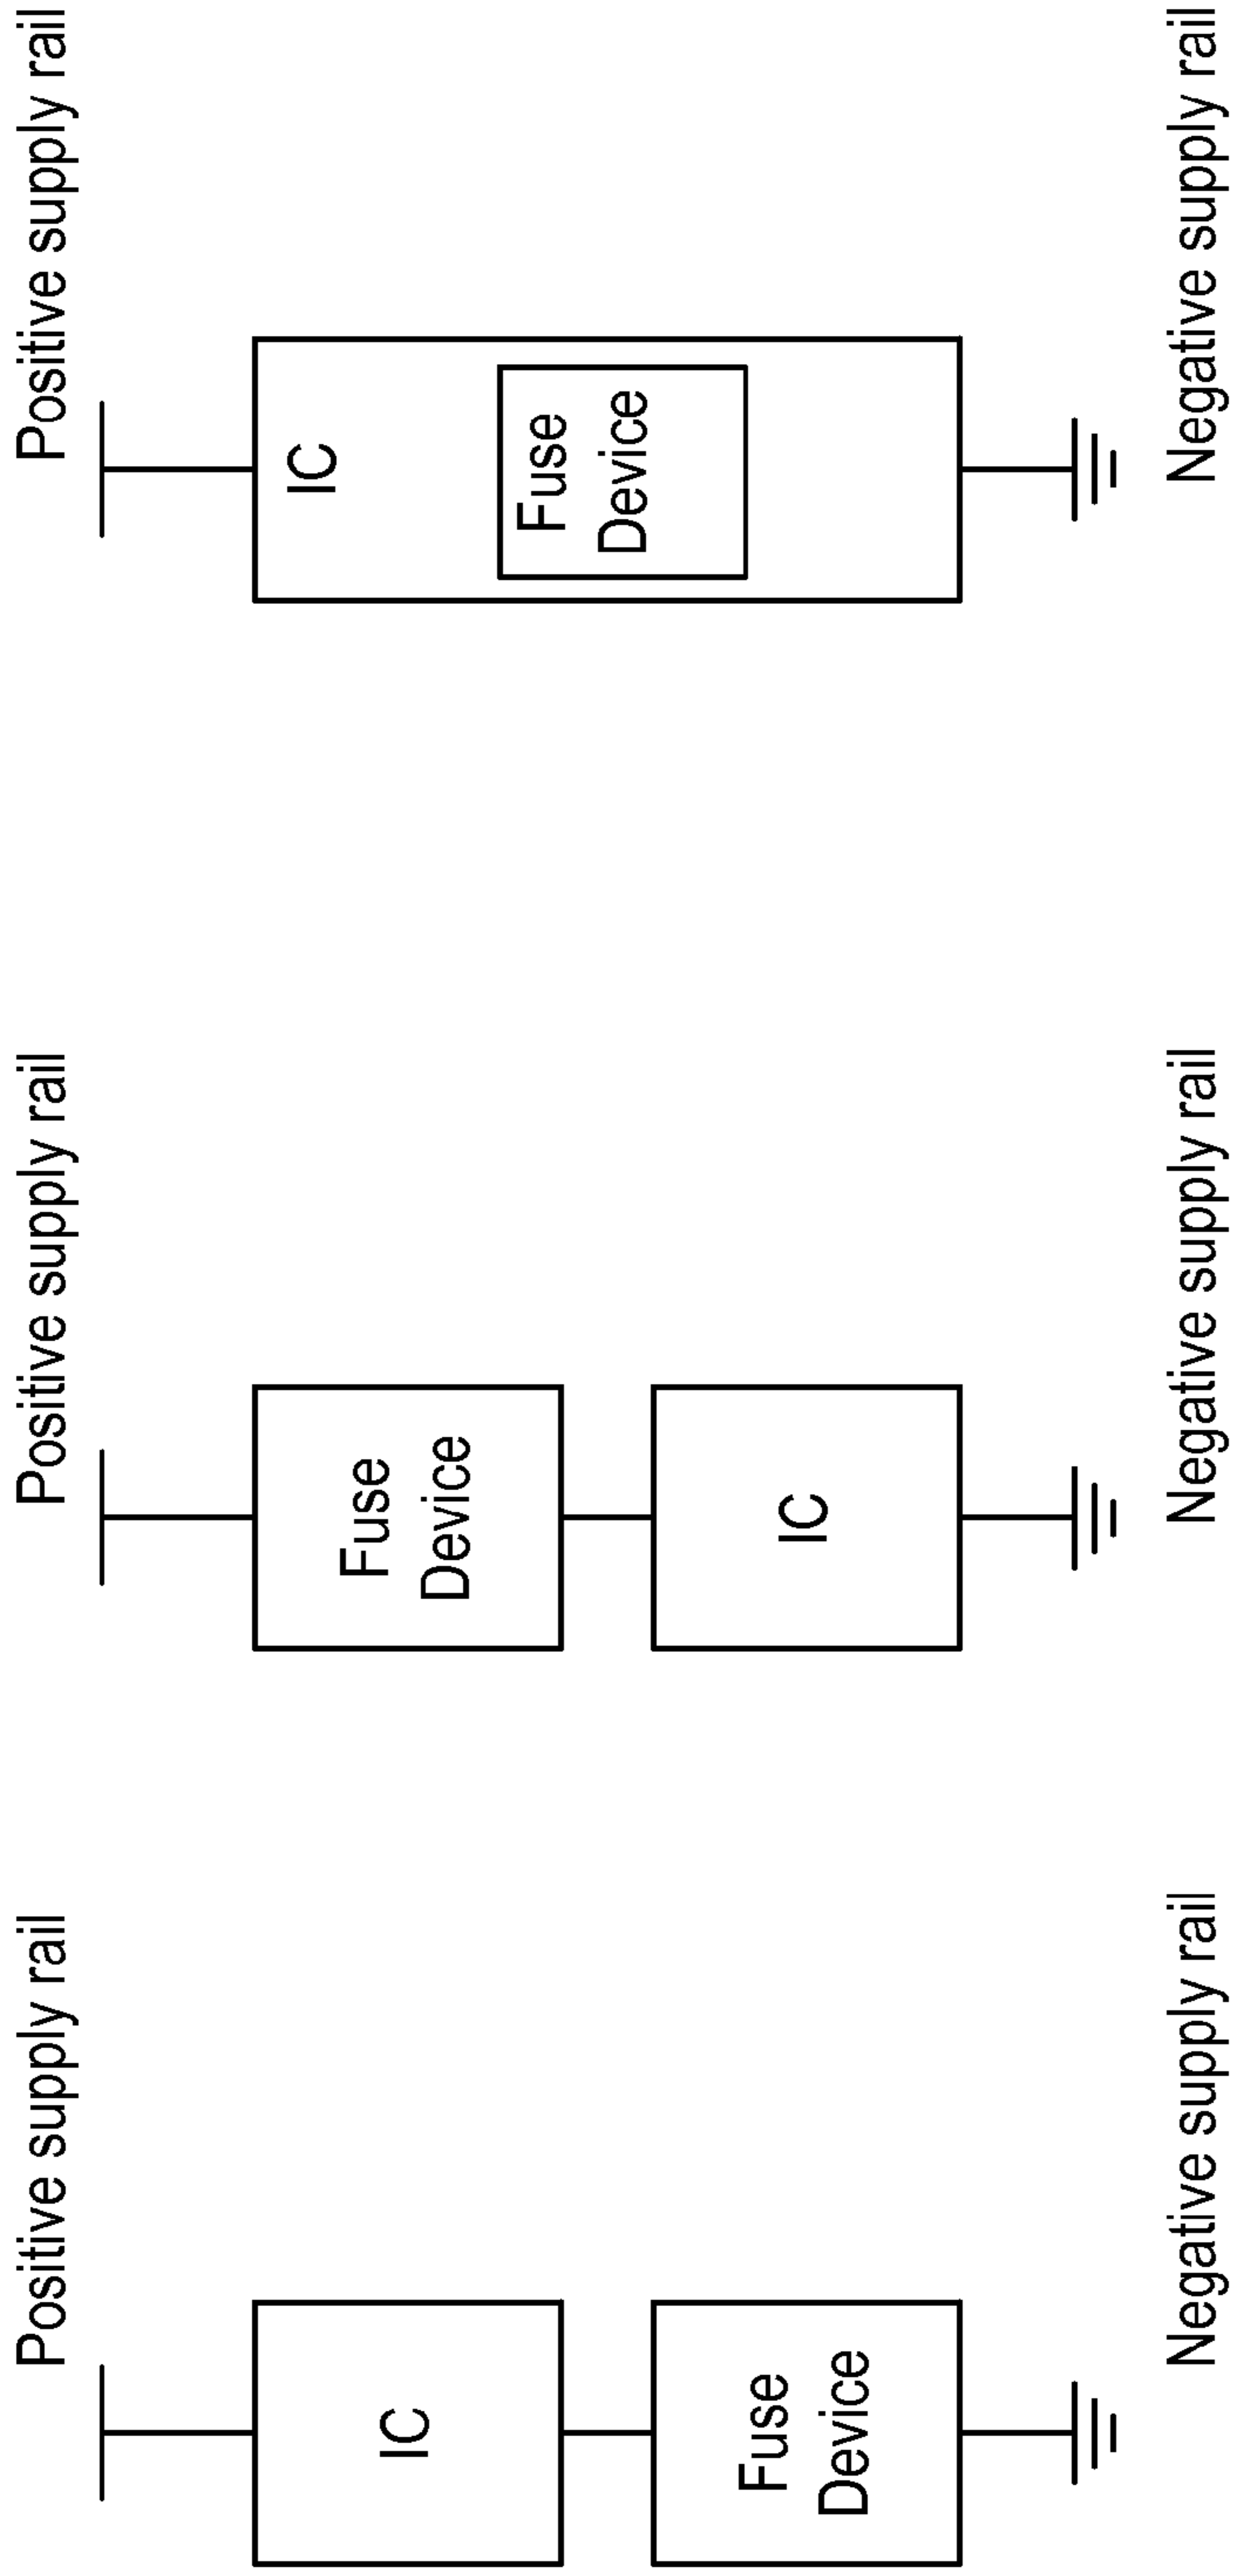 Positive supply rail
IC
Fuse
Device
Negative supply rail
Positive supply rail
Fuse
Device
IC
Negative supply rail
Positive supply rail
IC
Fuse
Device
Negative supply rail